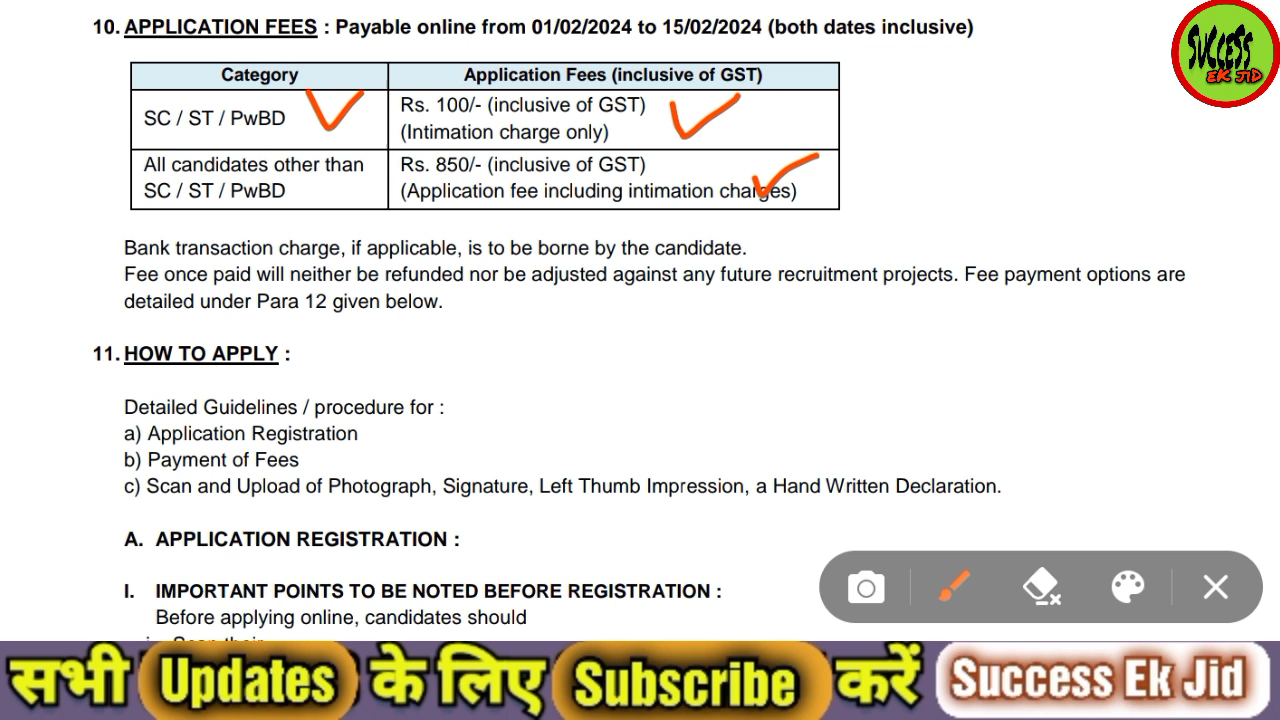 10. APPLICATION FEES : Payable online from 01/02/2024 to 15/02/2024 (both dates inclusive)
SUCCESS
EK JID
Category
Application Fees (inclusive of GST)
SC / ST / PwBD
Rs. 100/- (inclusive of GST)
(Intimation charge only)
All candidates other than
SC / ST / PwBD
Rs. 850/- (inclusive of GST)
(Application fee including intimation charges)
Bank transaction charge, if applicable, is to be borne by the candidate.
Fee once paid will neither be refunded nor be adjusted against any future recruitment projects. Fee payment options are
detailed under Para 12 given below.
11. HOW TO APPLY :
Detailed Guidelines / procedure for :
a) Application Registration
b) Payment of Fees
c) Scan and Upload of Photograph, Signature, Left Thumb Impression, a Hand Written Declaration.
A. APPLICATION REGISTRATION :
I. IMPORTANT POINTS TO BE NOTED BEFORE REGISTRATION :
Before applying online, candidates should
i. Scan their
सभी Updates के लिए Subscribe करें Success Ek Jid